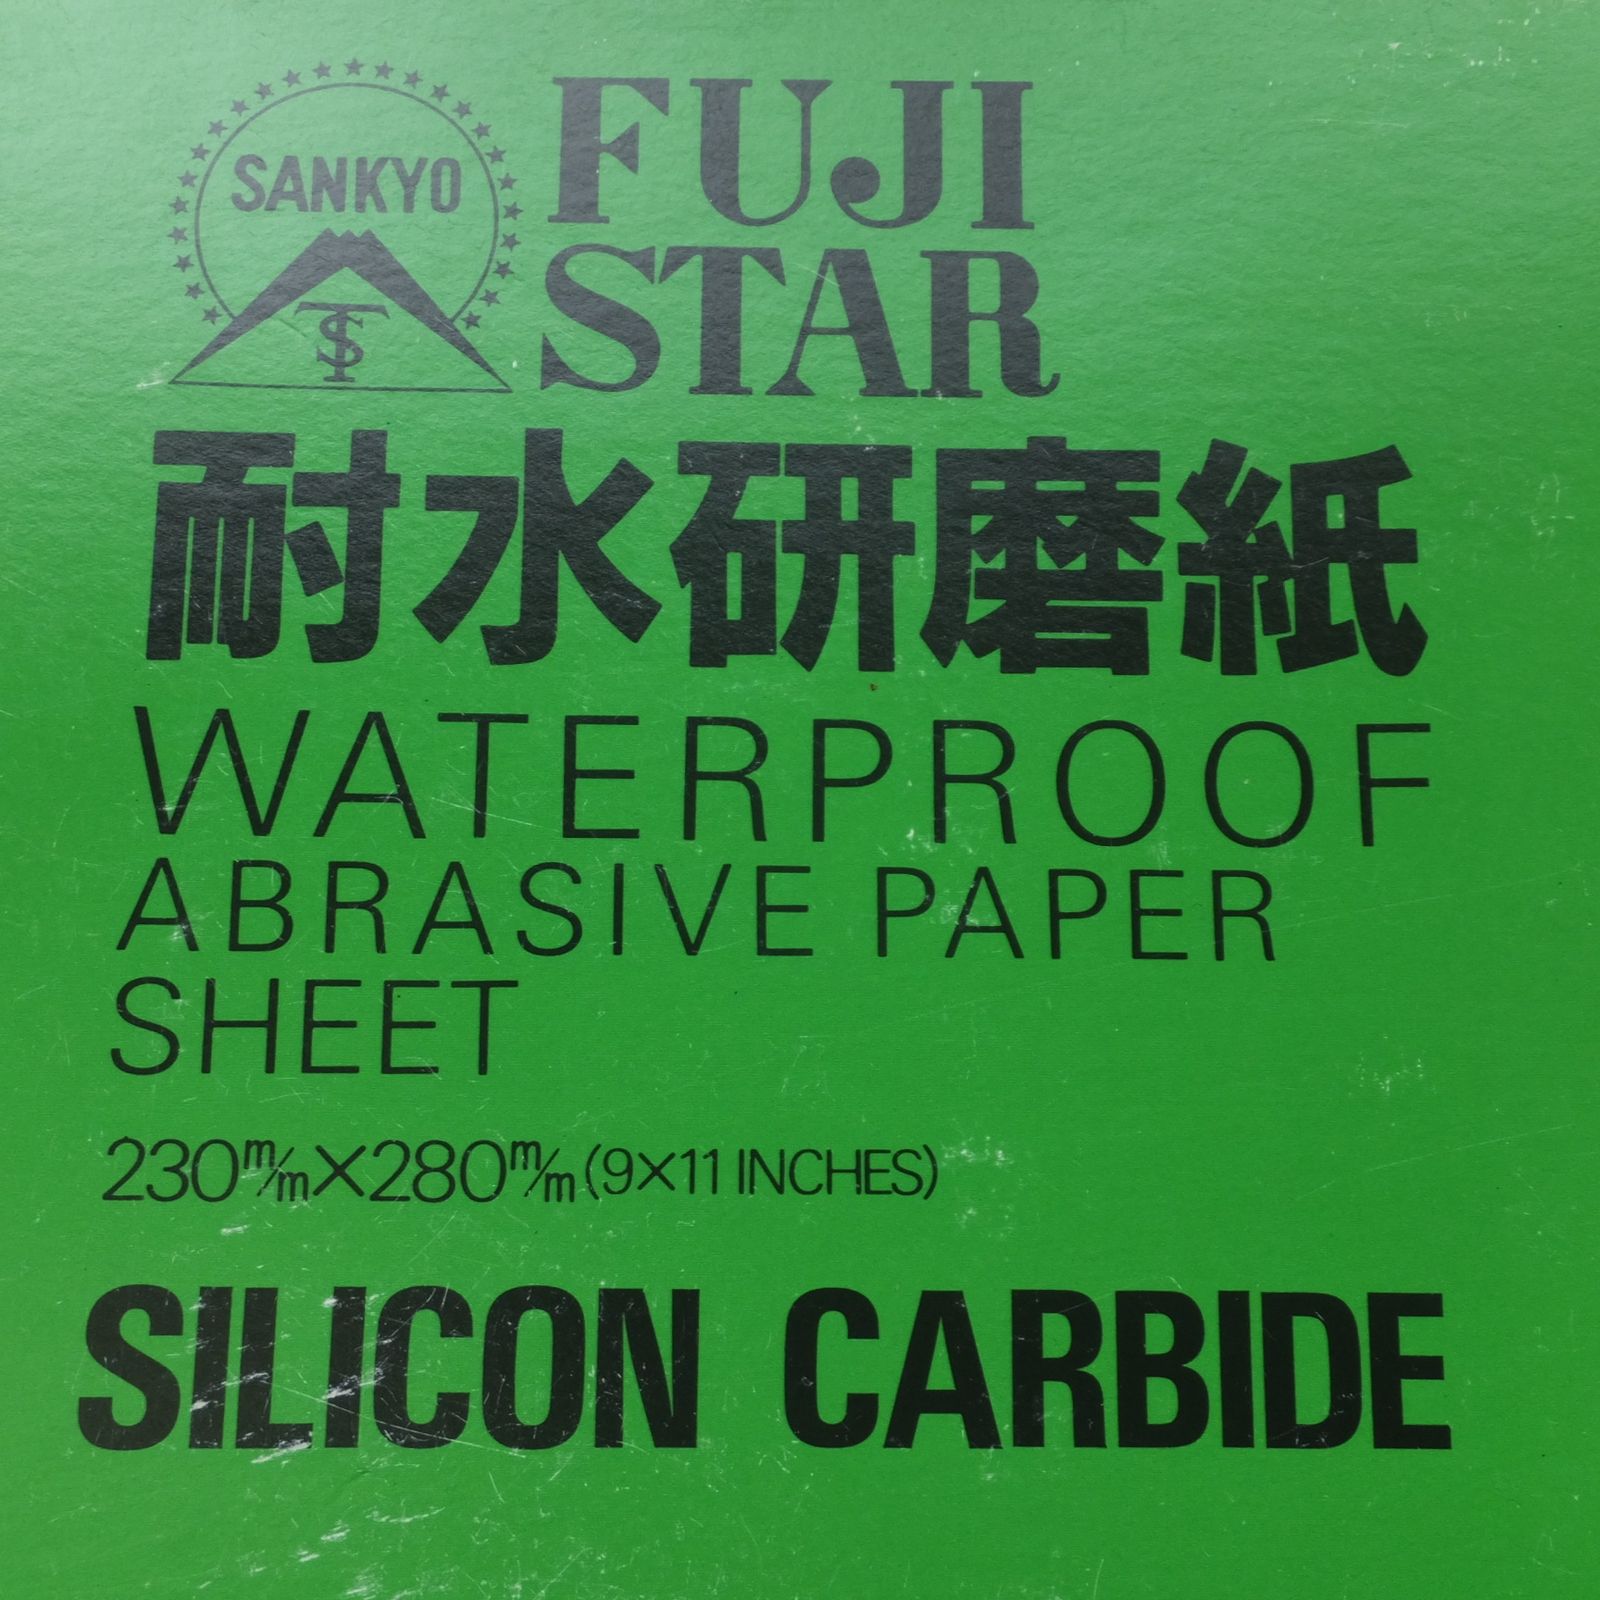 SANKYO
TS
FUJI
STAR
耐水研磨紙
WATERPROOF
ABRASIVE PAPER
SHEET
230m/m×280m/m(9×11 INCHES)
SILICON CARBIDE